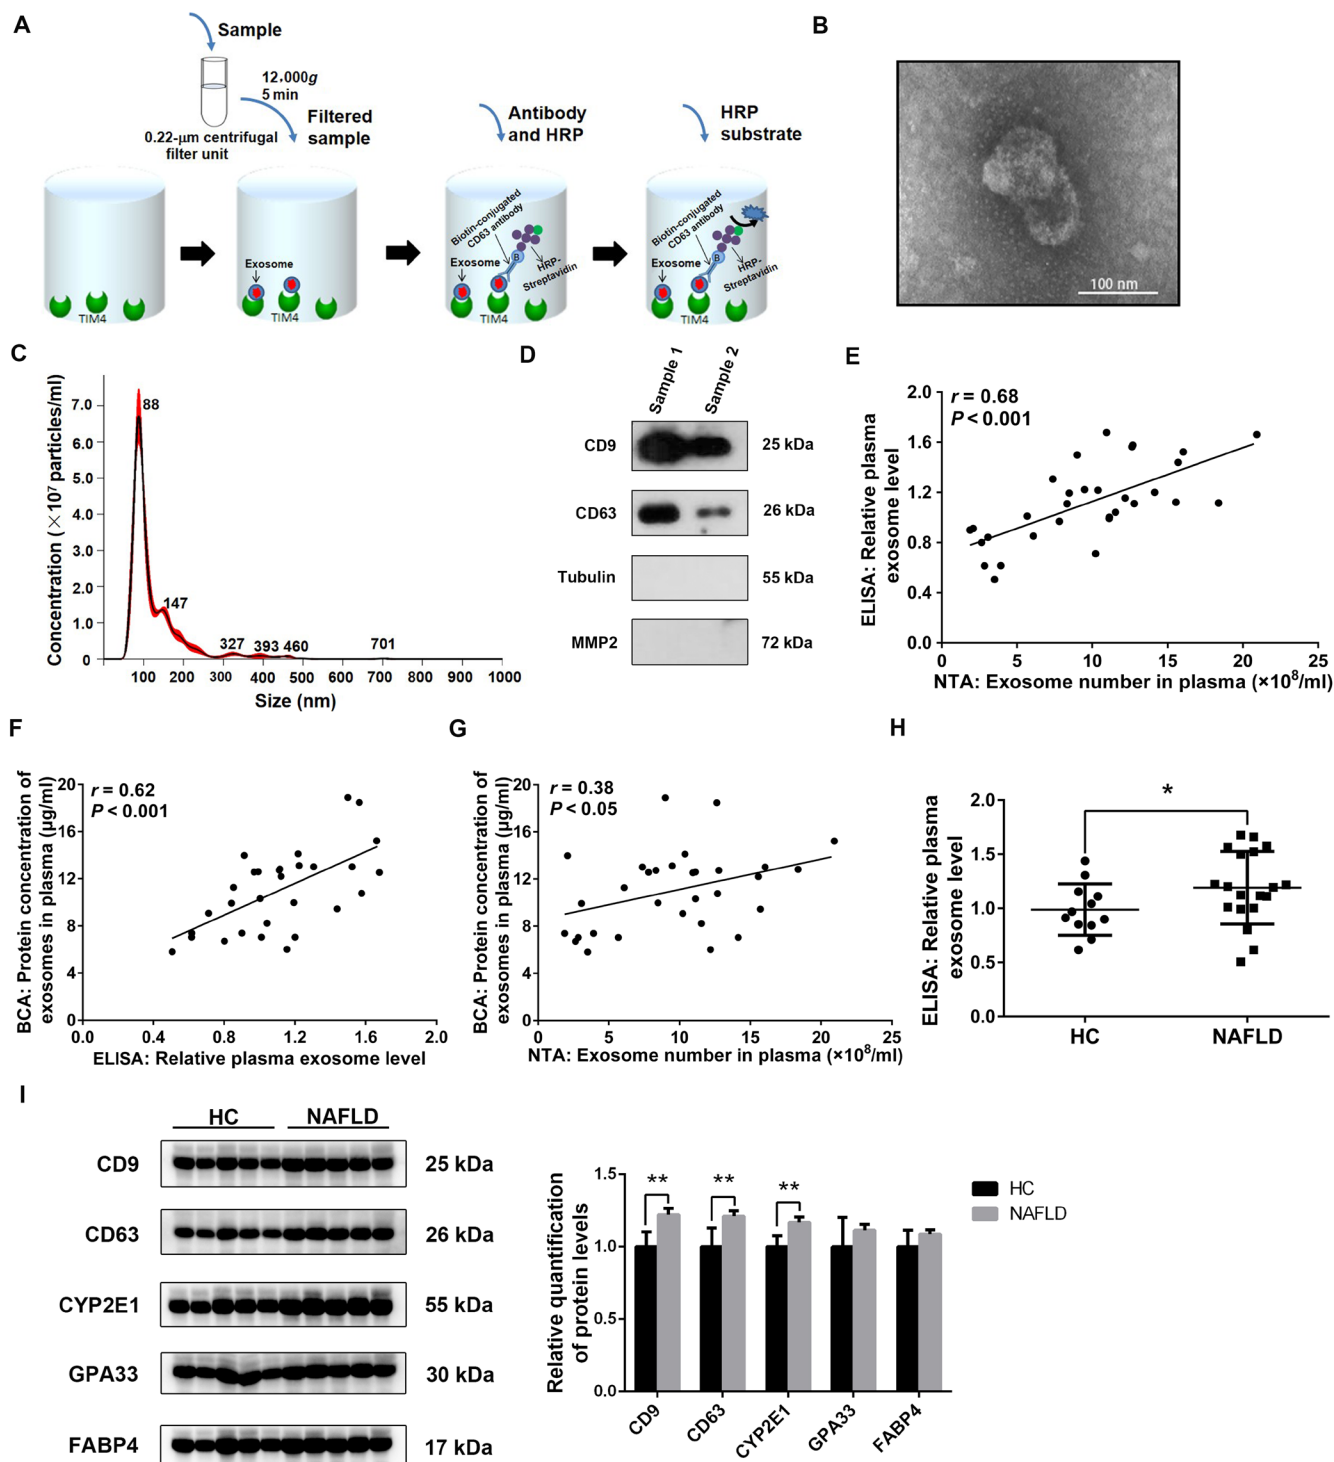 A
Sample
12,000g
5 min
0.22-μm centrifugal
filter unit
Filtered
sample
Antibody
and HRP
HRP
substrate
Exosome
TIM4
TIM4
Biotin-conjugated
CD63 antibody
Exosome
B
HRP-
Streptavidin
TIM4
Biotin-conjugated
CD63 antibody
Exosome
B
HRP-
Streptavidin
TIM4
B
100 nm
C
Concentration (×10⁷ particles/ml)
7.0
6.0
5.0
4.0
3.0
2.0
1.0
0
88
147
327
393
460
701
100 200 300 400 500 600 700 800 900 1000
Size (nm)
D
Sample 1
Sample 2
CD9 25 kDa
CD63 26 kDa
Tubulin 55 kDa
MMP2 72 kDa
E
r = 0.68
P < 0.001
ELISA: Relative plasma
exosome level
2.0
1.6
1.2
0.8
0.4
0.0
0 5 10 15 20 25
NTA: Exosome number in plasma (×10⁸/ml)
F
r = 0.62
P < 0.001
BCA: Protein concentration of
exosomes in plasma (μg/ml)
20
16
12
8
4
0
0.0 0.4 0.8 1.2 1.6 2.0
ELISA: Relative plasma exosome level
G
r = 0.38
P < 0.05
BCA: Protein concentration of
exosomes in plasma (μg/ml)
20
16
12
8
4
0
0 5 10 15 20 25
NTA: Exosome number in plasma (×10⁸/ml)
H
*
ELISA: Relative plasma
exosome level
2.0
1.5
1.0
0.5
0.0
HC NAFLD
I
HC NAFLD
CD9 25 kDa
CD63 26 kDa
CYP2E1 55 kDa
GPA33 30 kDa
FABP4 17 kDa
Relative quantification
of protein levels
1.5
1.0
0.5
0.0
** ** **
CD9
CD63
CYP2E1
GPA33
FABP4
HC
NAFLD